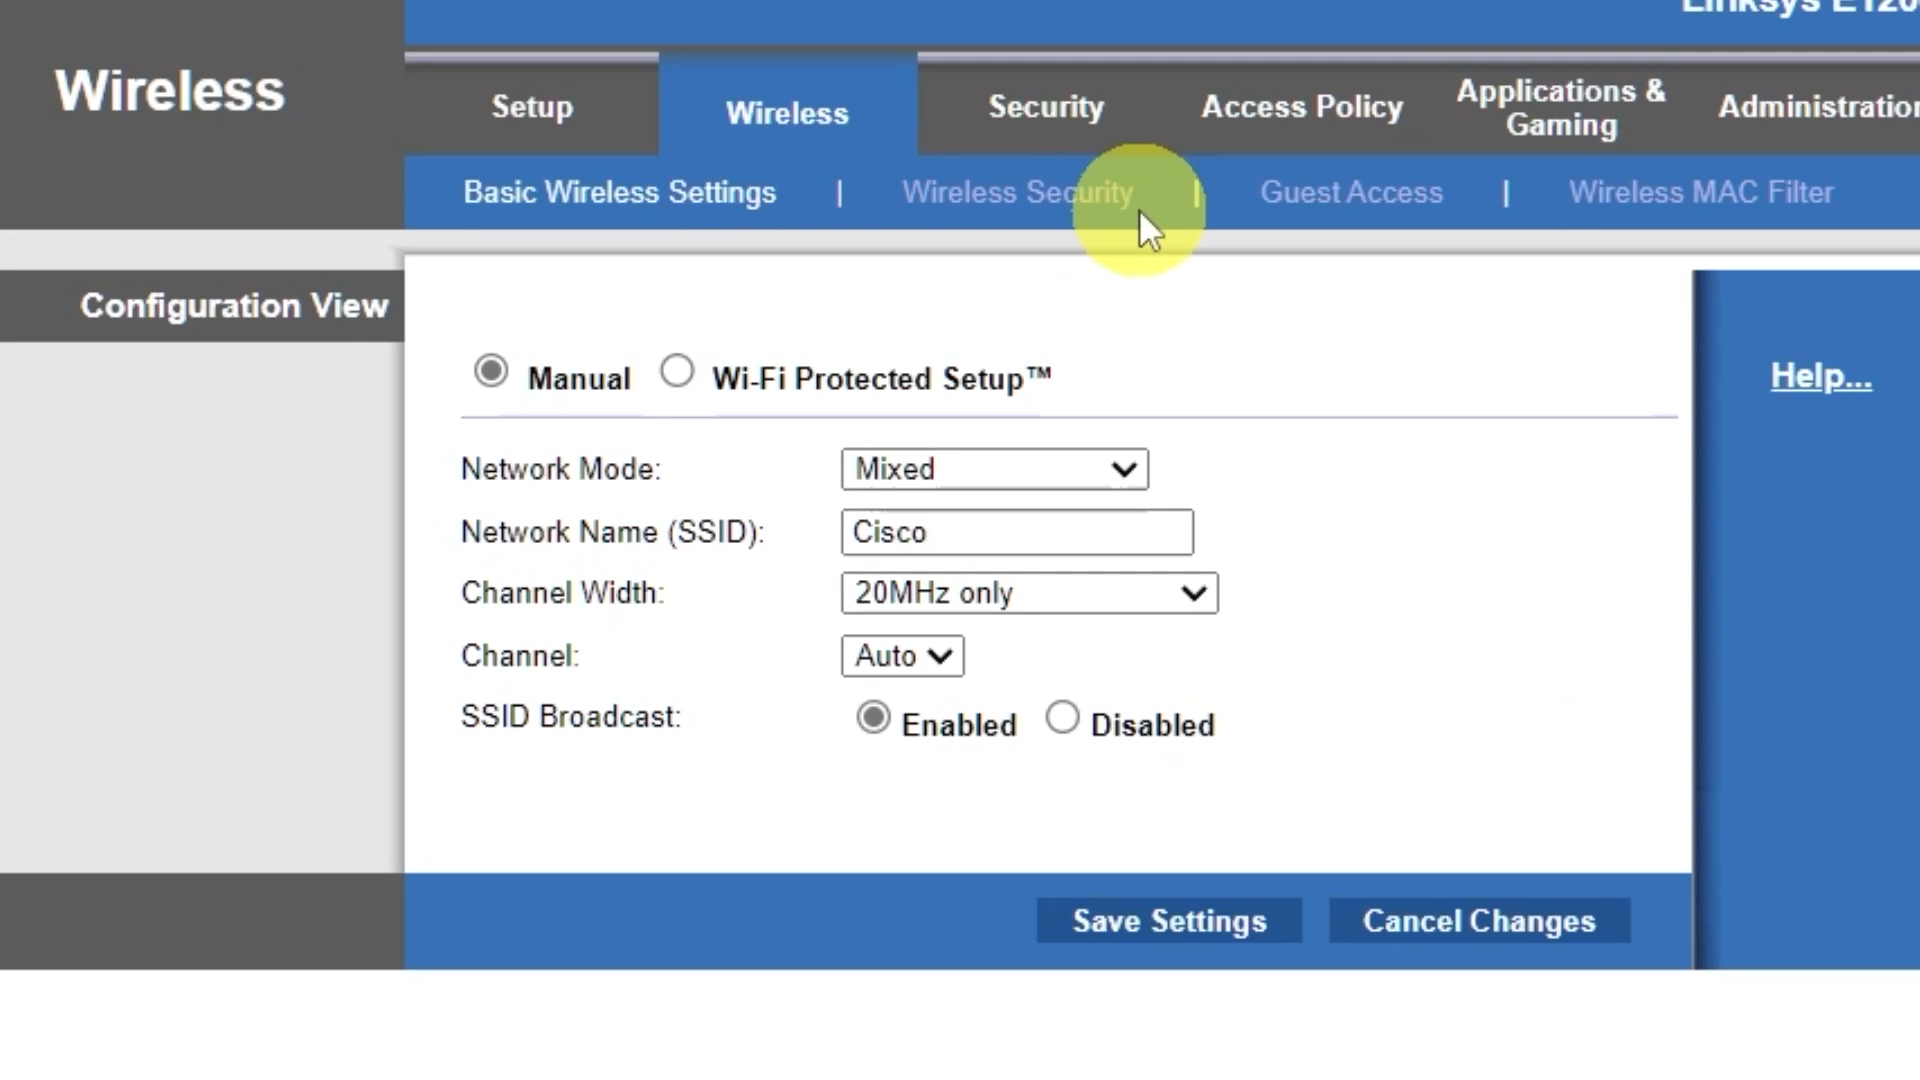 Wireless
Setup
Wireless
Security
Access Policy
Applications &
Gaming
Basic Wireless Settings | Wireless Security | Guest Access | Wireless MAC Filter
Configuration View
Manual Wi-Fi Protected Setup™
Help...
Network Mode: Mixed
Network Name (SSID): Cisco
Channel Width: 20MHz only
Channel: Auto
SSID Broadcast: Enabled Disabled
Save Settings Cancel Changes